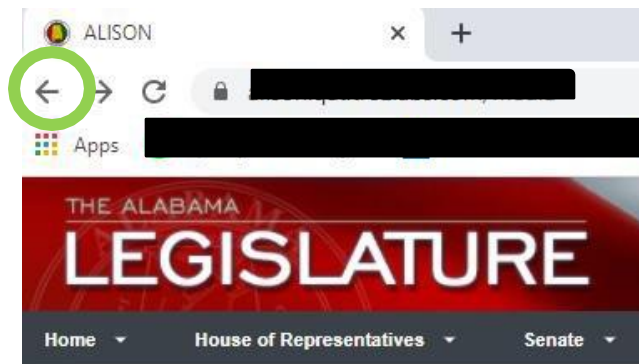 ALISON
Apps
THE ALABAMA
LEGISLATURE
Home House of Representatives Senate